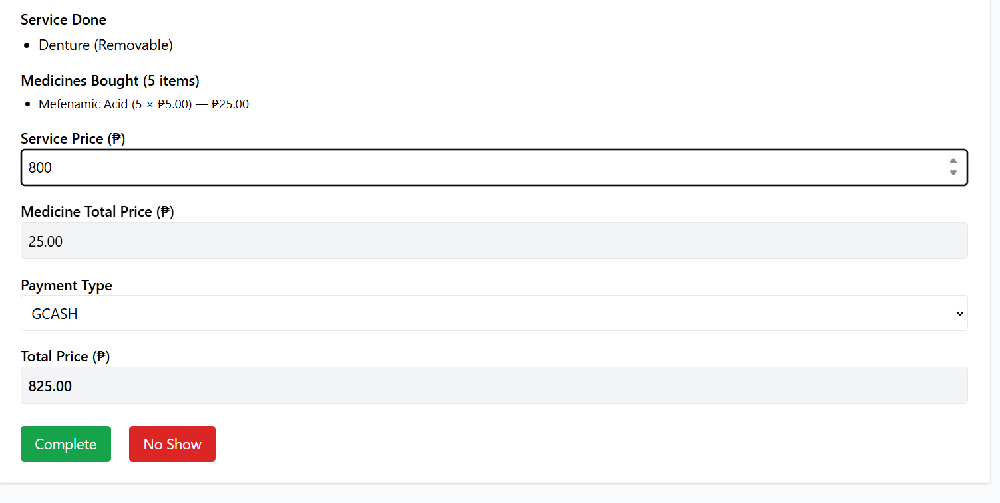 Service Done
• Denture (Removable)
Medicines Bought (5 items)
• Mefenamic Acid (5 × ₱5.00) — ₱25.00
Service Price (₱)
800
Medicine Total Price (₱)
25.00
Payment Type
GCASH
Total Price (₱)
825.00
Complete No Show